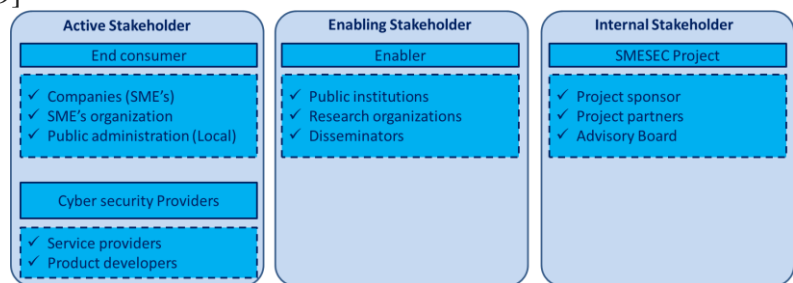 Active Stakeholder
End consumer
✓ Companies (SME's)
✓ SME's organization
✓ Public administration (Local)
Cyber security Providers
✓ Service providers
✓ Product developers
Enabling Stakeholder
Enabler
✓ Public institutions
✓ Research organizations
✓ Disseminators
Internal Stakeholder
SMESEC Project
✓ Project sponsor
✓ Project partners
✓ Advisory Board